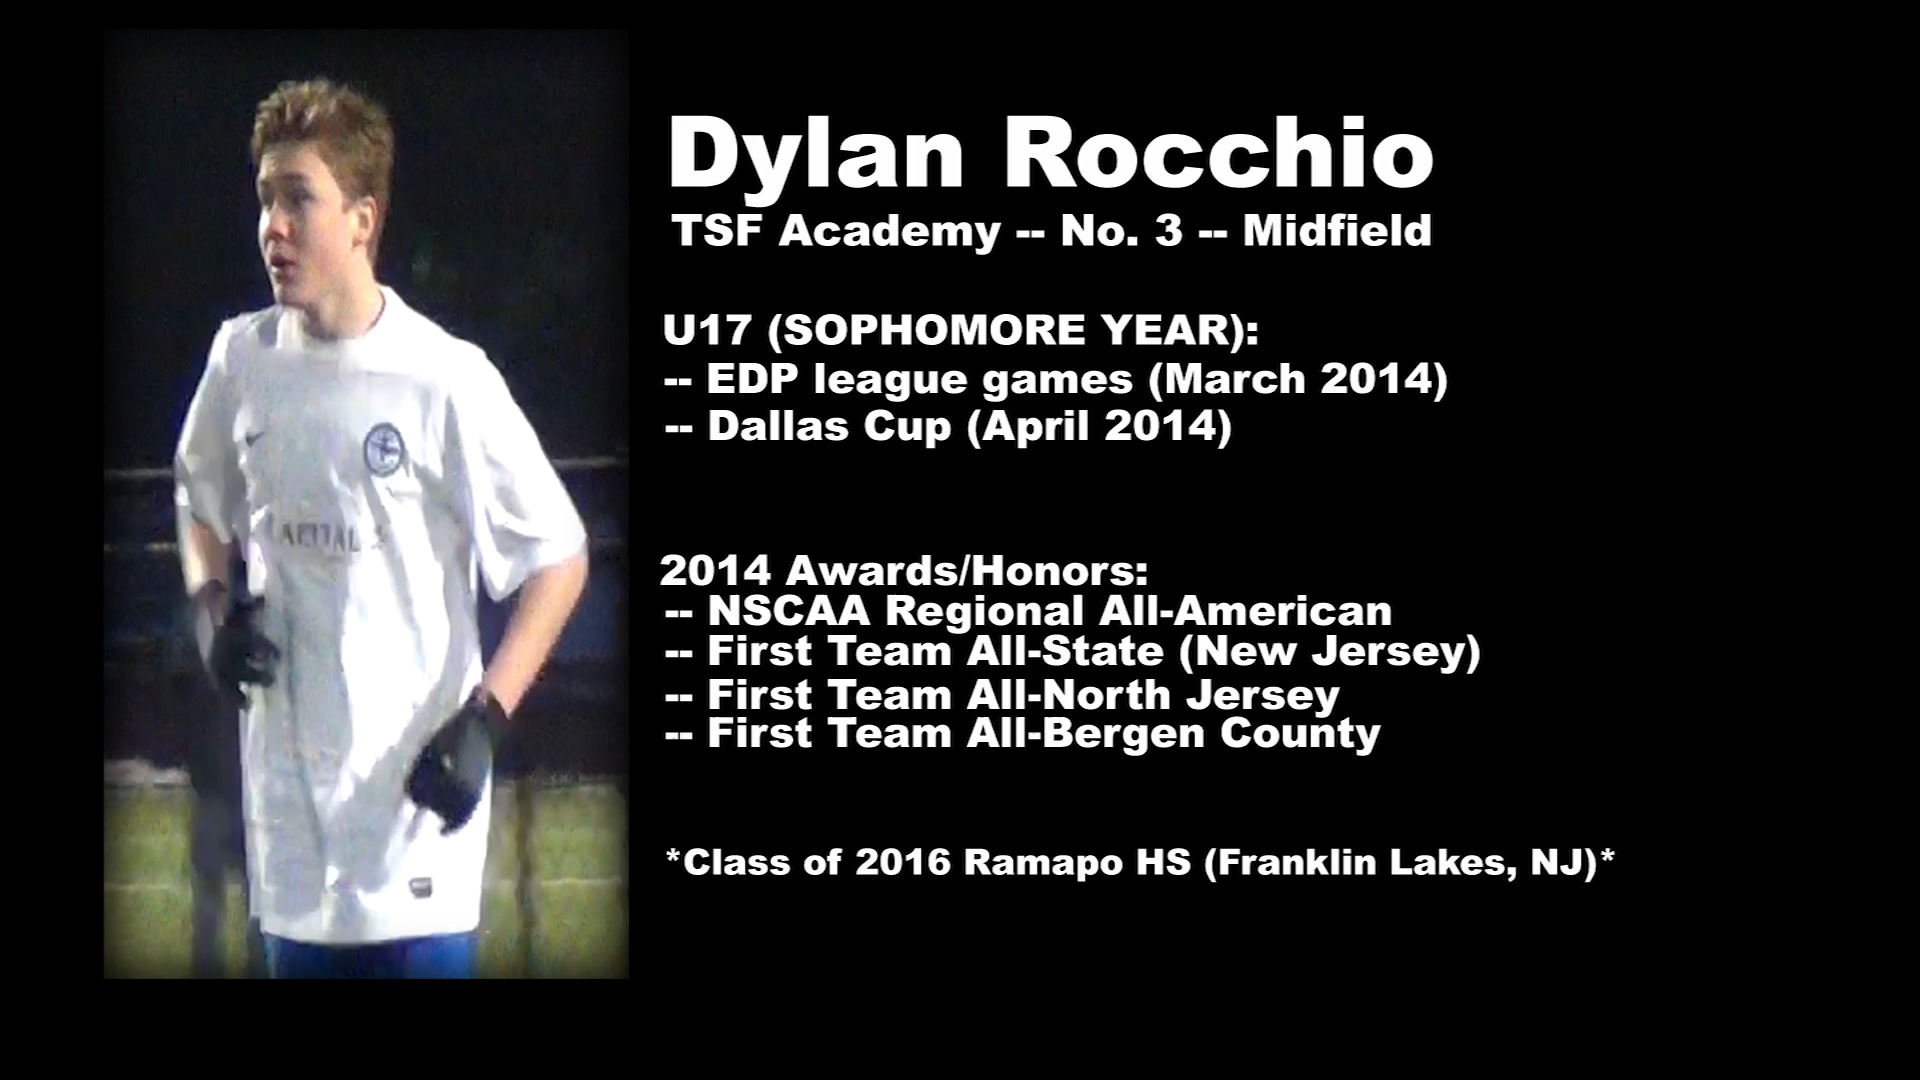 Dylan Rocchio
TSF Academy -- No. 3 -- Midfield
U17 (SOPHOMORE YEAR):
-- EDP league games (March 2014)
-- Dallas Cup (April 2014)
2014 Awards/Honors:
-- NSCAA Regional All-American
-- First Team All-State (New Jersey)
-- First Team All-North Jersey
-- First Team All-Bergen County
*Class of 2016 Ramapo HS (Franklin Lakes, NJ)*